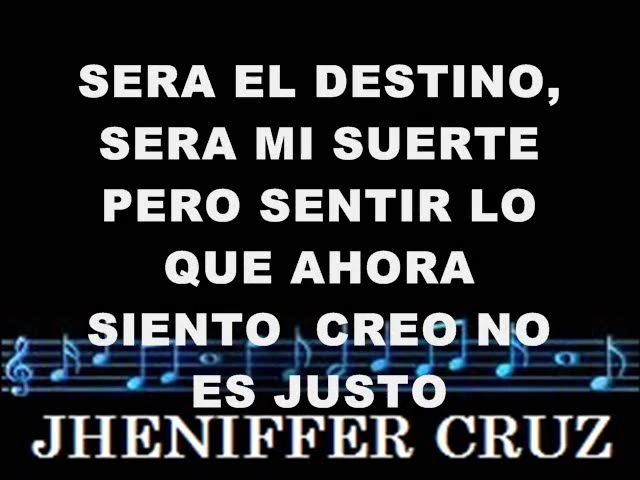 SERA EL DESTINO,
SERA MI SUERTE
PERO SENTIR LO
QUE AHORA
SIENTO  CREO NO
ES JUSTO
JHENIFFER CRUZ